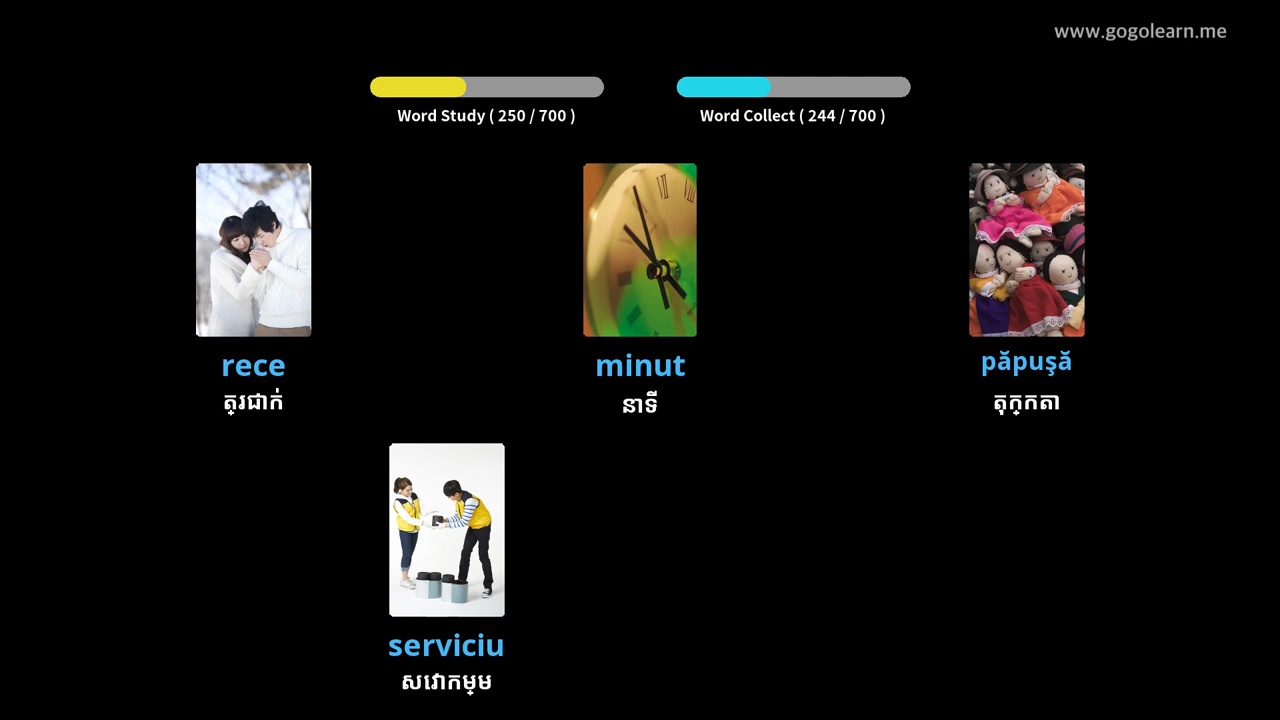 www.gogolearn.me
Word Study ( 250 / 700 )
Word Collect ( 244 / 700 )
rece
ត្រជាក់
minut
នាទី
păpuşă
តុក្កតា
serviciu
សវោកម្ម